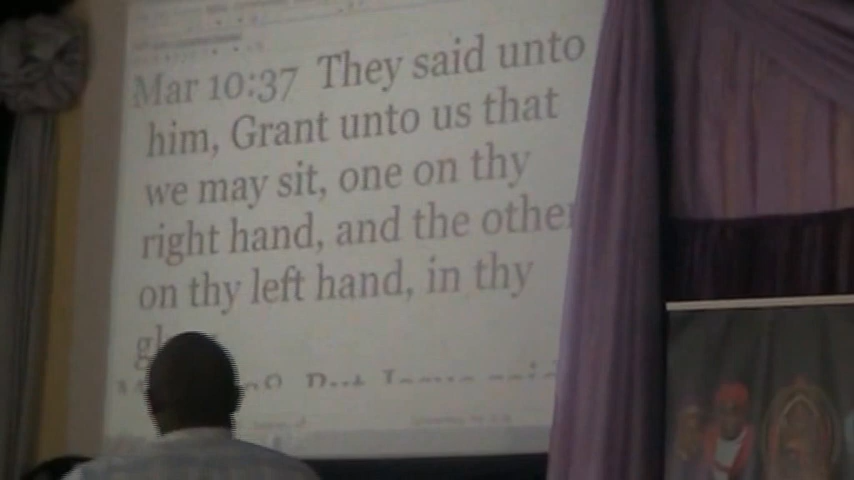 Mar 10:37 They said unto
him, Grant unto us that
we may sit, one on thy
right hand, and the other
on thy left hand, in thy